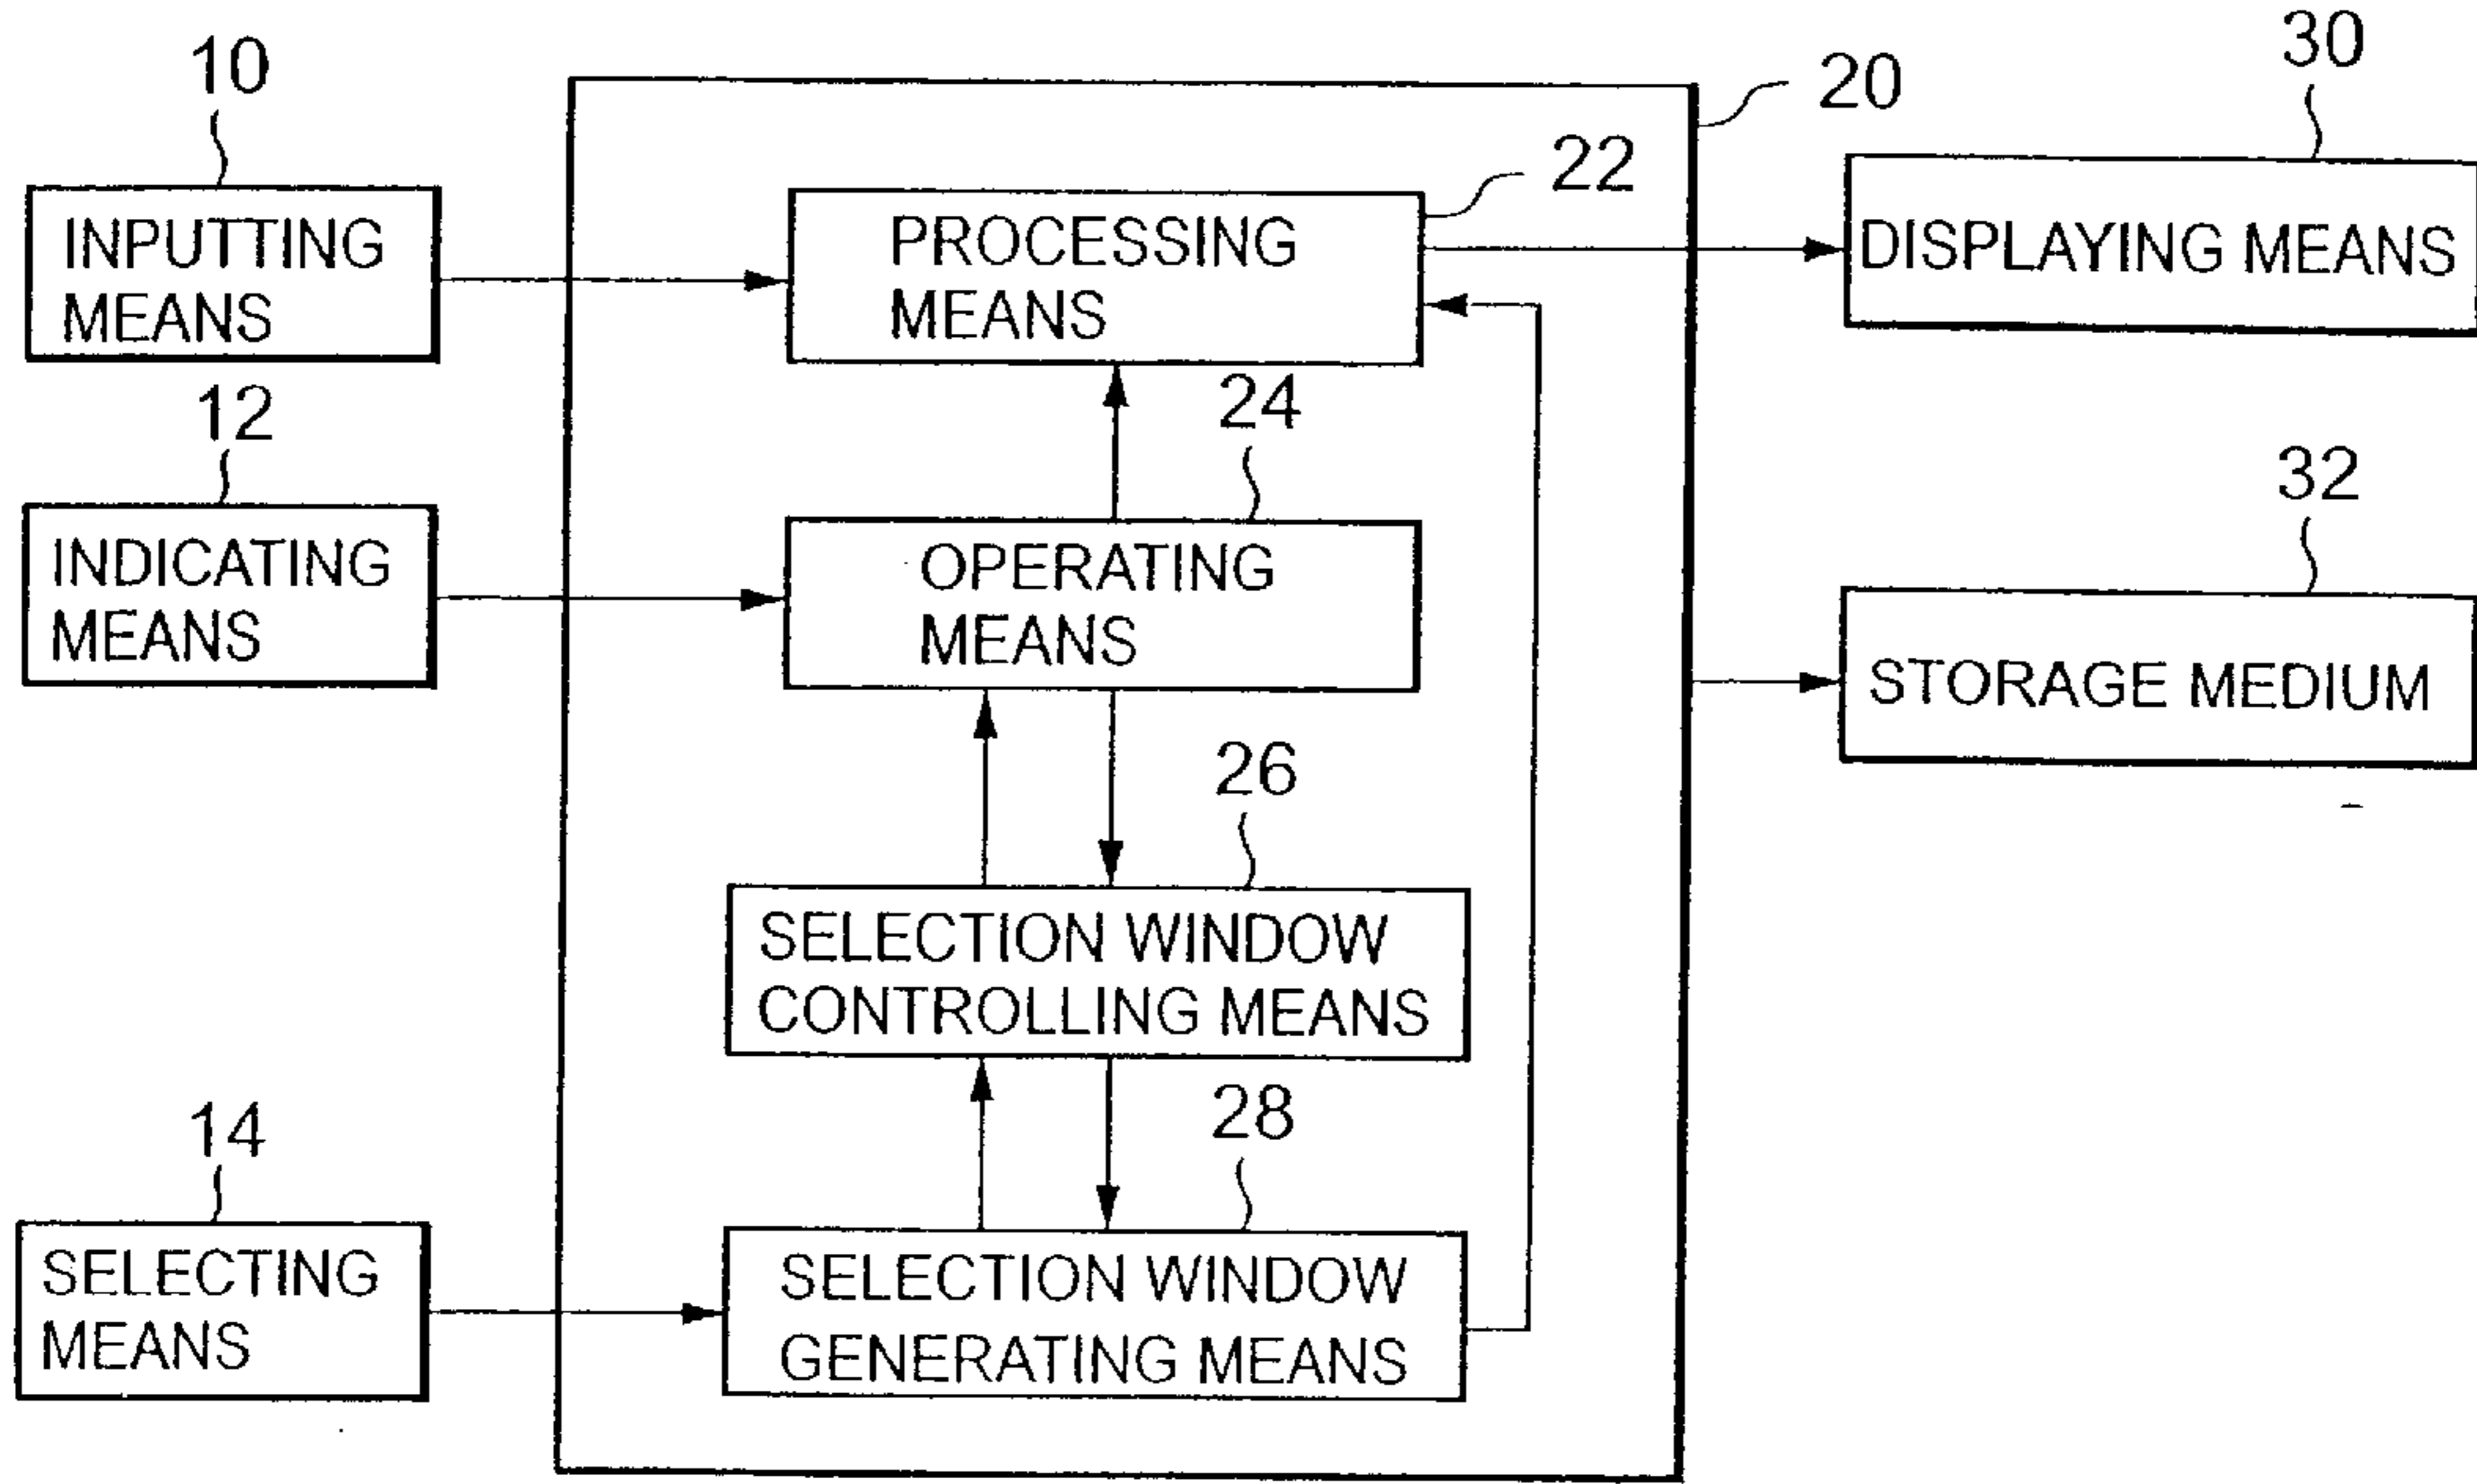 10
INPUTTING
MEANS
12
INDICATING
MEANS
14
SELECTING
MEANS
20
22
PROCESSING
MEANS
24
OPERATING
MEANS
26
SELECTION WINDOW
CONTROLLING MEANS
28
SELECTION WINDOW
GENERATING MEANS
30
DISPLAYING MEANS
32
STORAGE MEDIUM